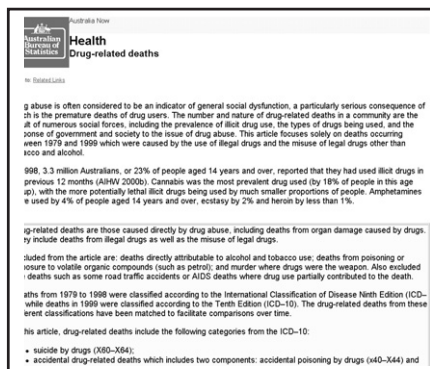 Australia Now
Australian
Bureau of
Statistics
Health
Drug-related deaths
to: Related Links
g abuse is often considered to be an indicator of general social dysfunction, a particularly serious consequence of
ch is the premature deaths of drug users. The number and nature of drug-related deaths in a community are the
ult of numerous social forces, including the prevalence of illicit drug use, the types of drugs being used, and the
ponse of government and society to the issue of drug abuse. This article focuses solely on deaths occurring
ween 1979 and 1999 which were caused by the use of illegal drugs and the misuse of legal drugs other than
acco and alcohol.
998, 3.3 million Australians, or 23% of people aged 14 years and over, reported that they had used illicit drugs in
previous 12 months (AIHW 2000b). Cannabis was the most prevalent drug used (by 18% of people in this age
up), with the more potentially lethal illicit drugs being used by much smaller proportions of people. Amphetamines
re used by 4% of people aged 14 years and over, ecstasy by 2% and heroin by less than 1%.
ug-related deaths are those caused directly by drug abuse, including deaths from organ damage caused by drugs.
ey include deaths from illegal drugs as well as the misuse of legal drugs.
cluded from the article are: deaths directly attributable to alcohol and tobacco use; deaths from poisoning or
posure to volatile organic compounds (such as petrol); and murder where drugs were the weapon. Also excluded
e deaths such as some road traffic accidents or AIDS deaths where drug use partially contributed to the death.
aths from 1979 to 1998 were classified according to the International Classification of Disease Ninth Edition (ICD–
while deaths in 1999 were classified according to the Tenth Edition (ICD–10). The drug-related deaths from these
erent classifications have been matched to facilitate comparisons over time.
his article, drug-related deaths include the following categories from the ICD–10:
• suicide by drugs (X60–X64);
• accidental drug-related deaths which includes two components: accidental poisoning by drugs (x40–X44) and